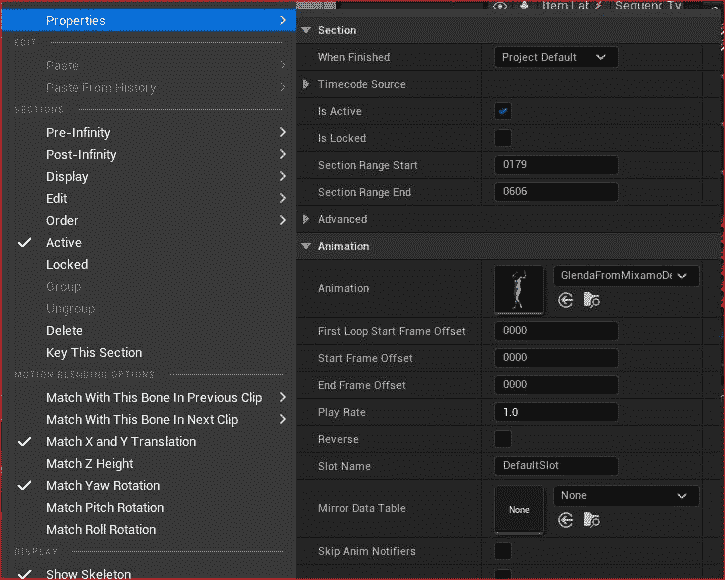 Properties
EDIT
Paste
Paste From History
SECTIONS
Pre-Infinity
Post-Infinity
Display
Edit
Order
Active
Locked
Group
Ungroup
Delete
Key This Section
MOTION BLENDING OPTIONS
Match With This Bone In Previous Clip
Match With This Bone In Next Clip
Match X and Y Translation
Match Z Height
Match Yaw Rotation
Match Pitch Rotation
Match Roll Rotation
DISPLAY
Show Skeleton
Item Lab Sequenc Ty
Section
When Finished Project Default
Timecode Source
Is Active
Is Locked
Section Range Start 0179
Section Range End 0606
Advanced
Animation
Animation GlendaFromMixamoDe
First Loop Start Frame Offset 0000
Start Frame Offset 0000
End Frame Offset 0000
Play Rate 1.0
Reverse
Slot Name DefaultSlot
Mirror Data Table None None
Skip Anim Notifiers